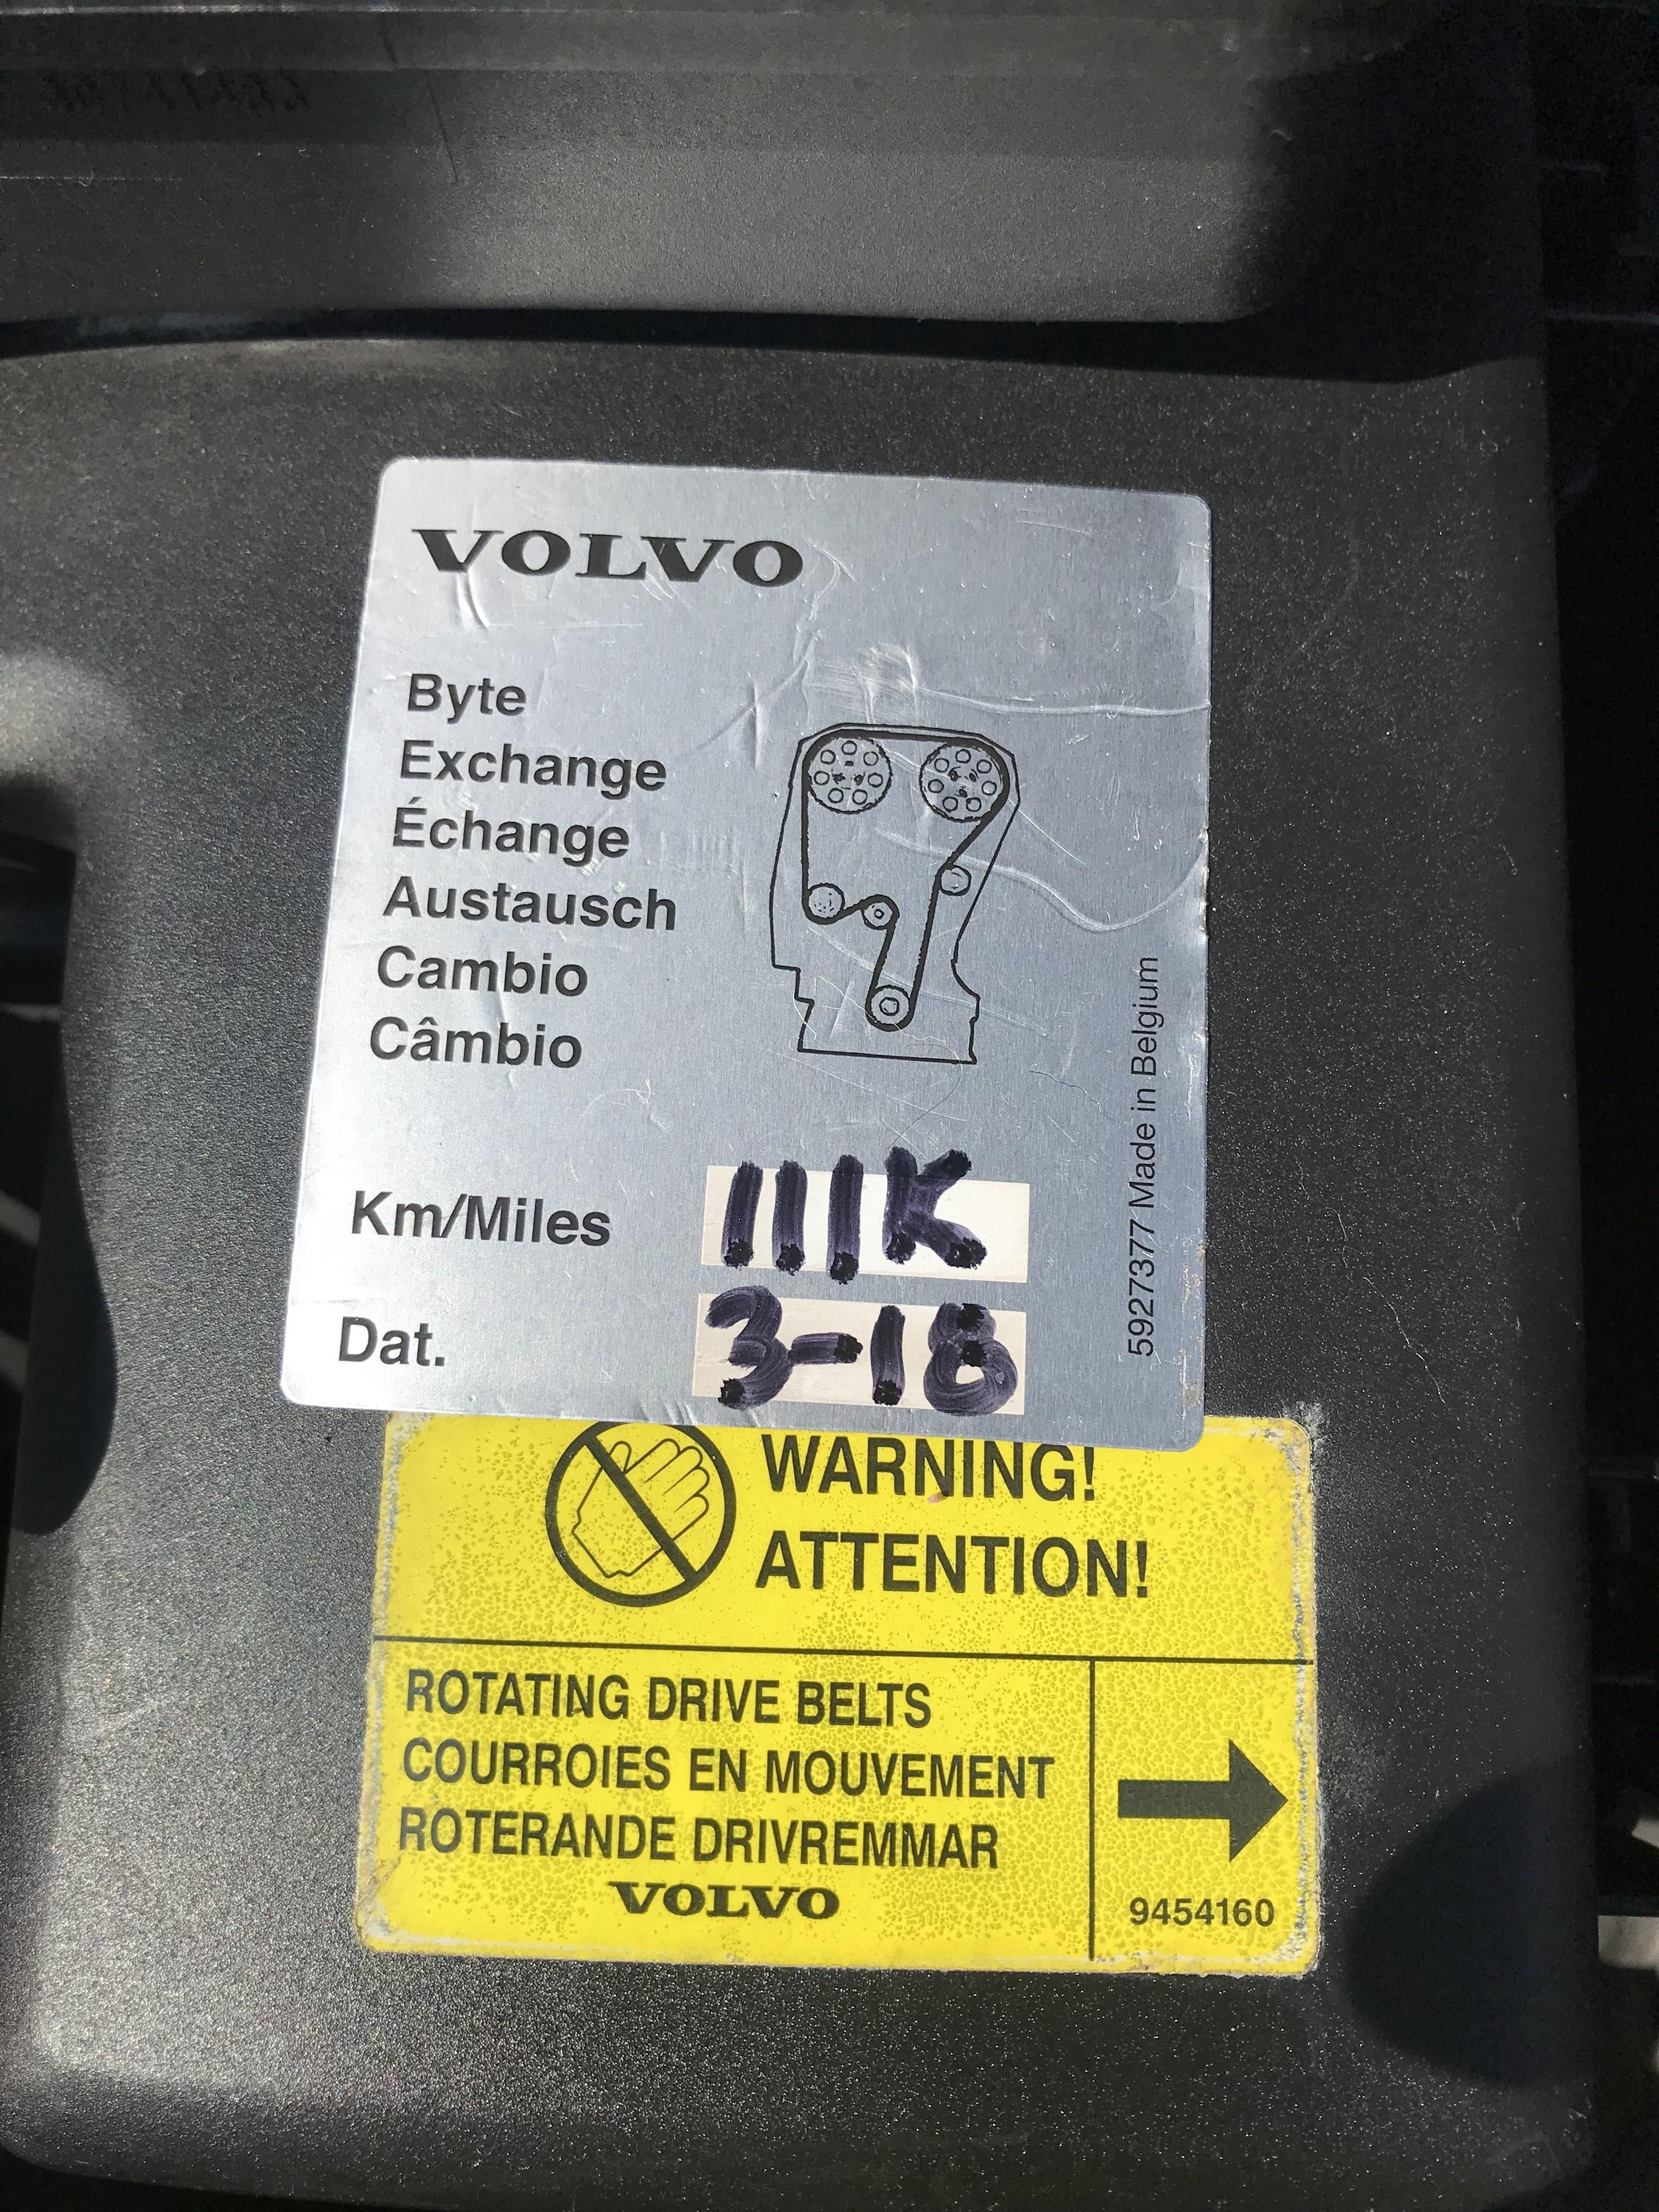 VOLVO
Byte
Exchange
Échange
Austausch
Cambio
Câmbio
Km/Miles 111K
Dat. 3-18
5927377 Made in Belgium
WARNING!
ATTENTION!
ROTATING DRIVE BELTS
COURROIES EN MOUVEMENT
ROTERANDE DRIVREMMAR
VOLVO
9454160